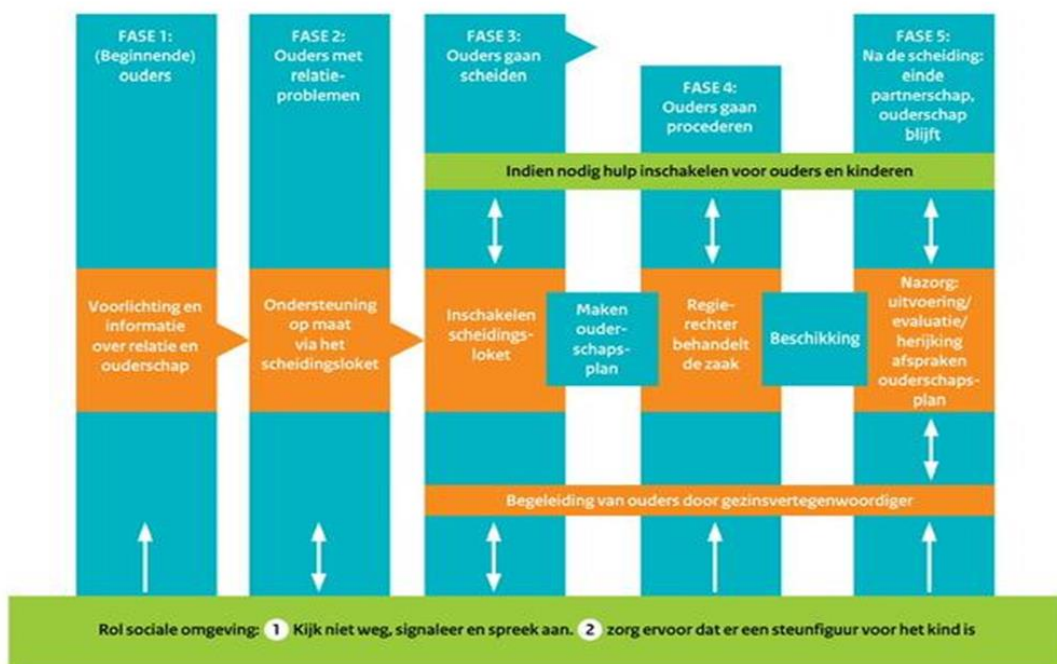 FASE 1:
(Beginnende)
ouders
FASE 2:
Ouders met
relatie-
problemen
FASE 3:
Ouders gaan
scheiden
FASE 4:
Ouders gaan
procederen
FASE 5:
Na de scheiding:
einde
partnerschap,
ouderschap
blijft
Indien nodig hulp inschakelen voor ouders en kinderen
Voorlichting en
informatie
over relatie en
ouderschap
Ondersteuning
op maat
via het
scheidingsloket
Inschakelen
scheidings-
loket
Maken
ouder-
schaps-
plan
Regie-
rechter
behandelt
de zaak
Beschikking
Nazorg:
uitvoering/
evaluatie/
herijking
afspraken
ouderschaps-
plan
Begeleiding van ouders door gezinsvertegenwoordiger
Rol sociale omgeving: 1 Kijk niet weg, signaleer en spreek aan. 2 zorg ervoor dat er een steunfiguur voor het kind is